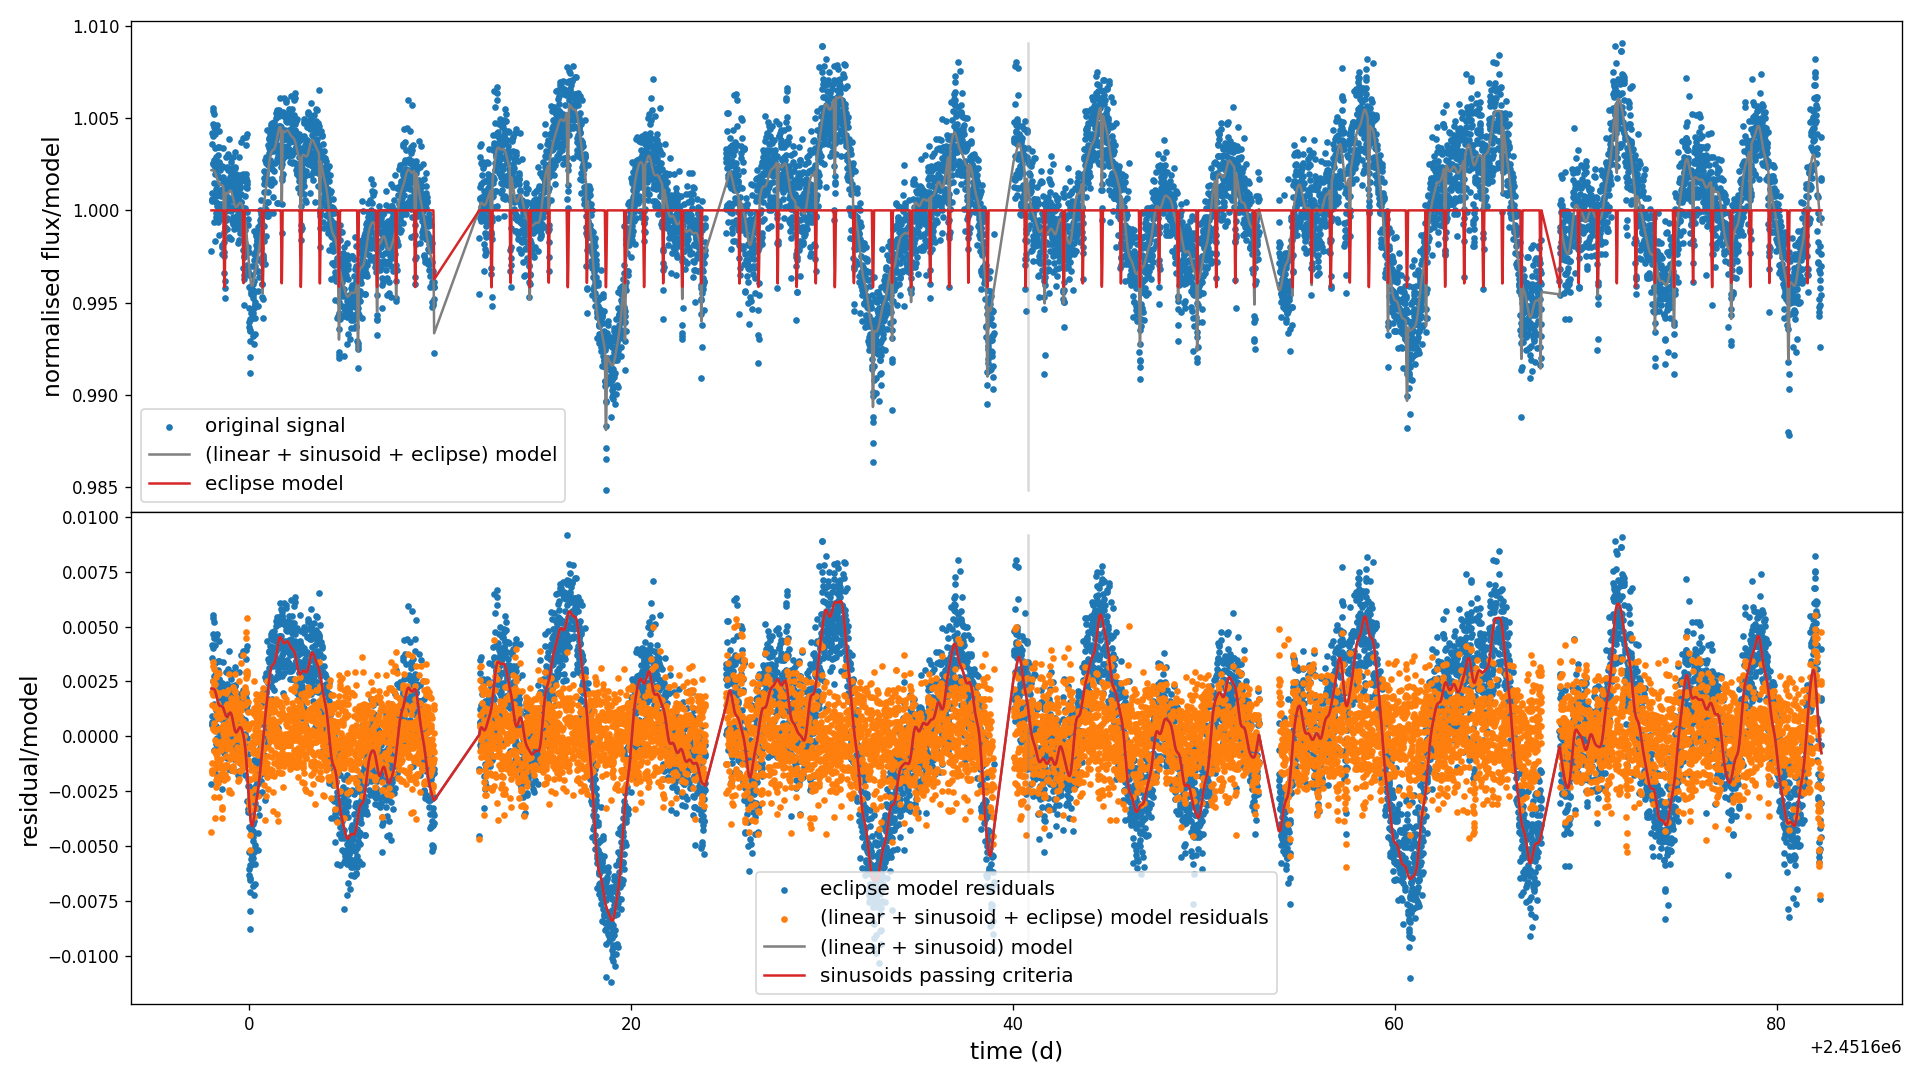 1.010
1.005
1.000
0.995
0.990
0.985
normalised flux/model
original signal
(linear + sinusoid + eclipse) model
eclipse model
0.0100
0.0075
0.0050
0.0025
0.0000
−0.0025
−0.0050
−0.0075
−0.0100
residual/model
eclipse model residuals
(linear + sinusoid + eclipse) model residuals
(linear + sinusoid) model
sinusoids passing criteria
0 20 40 60 80
time (d)
+2.4516e6